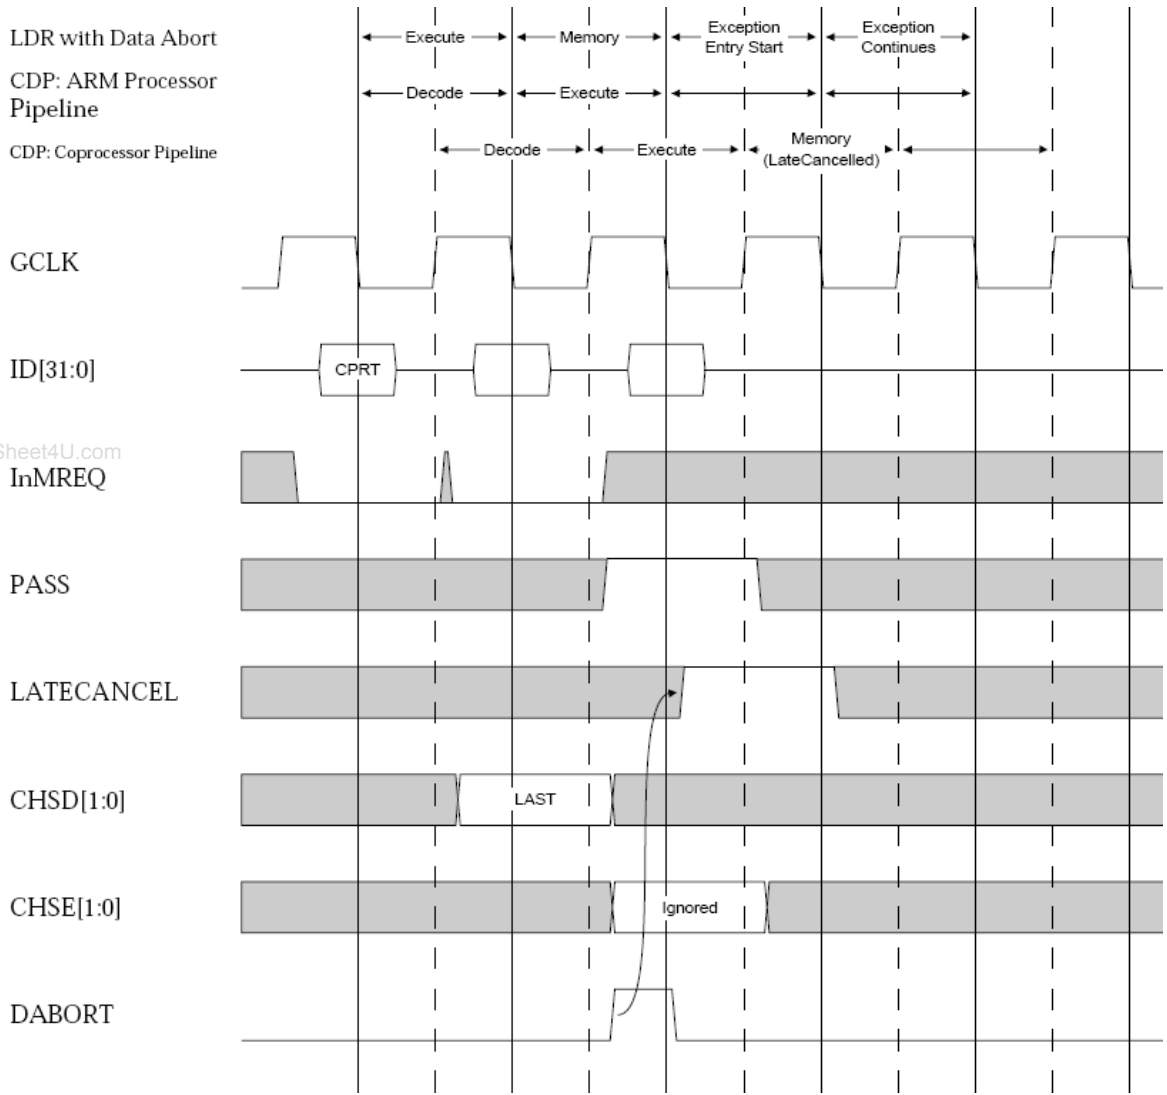 LDR with Data Abort
Execute
Memory
Exception
Entry Start
Exception
Continues
CDP: ARM Processor
Pipeline
Decode
Execute
CDP: Coprocessor Pipeline
Decode
Execute
Memory
(LateCancelled)
GCLK
ID[31:0]
CPRT
Sheet4U.com
InMREQ
PASS
LATECANCEL
CHSD[1:0]
LAST
CHSE[1:0]
Ignored
DABORT